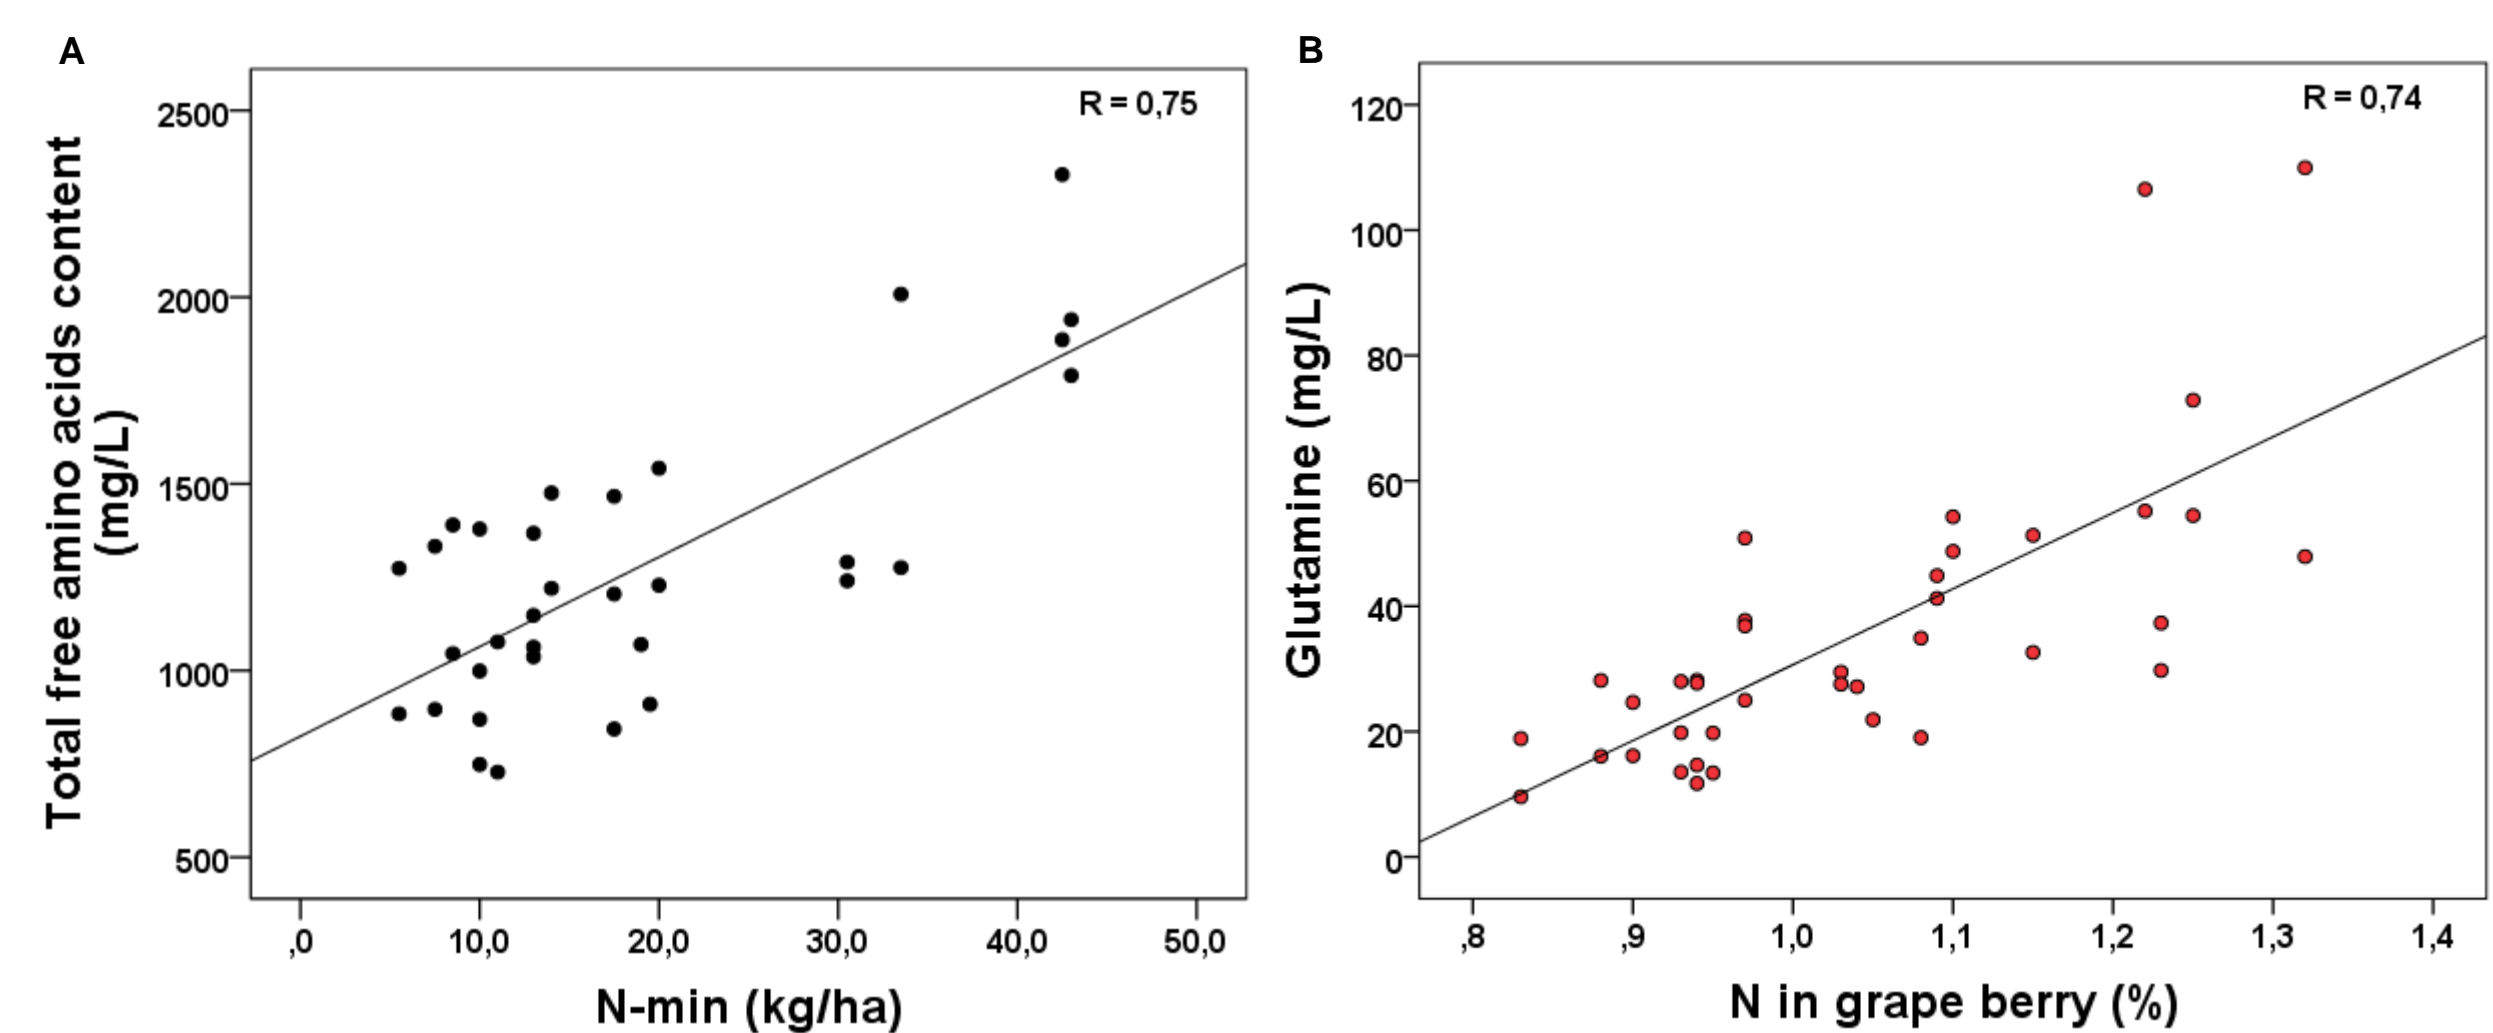 A
R = 0,75
Total free amino acids content
(mg/L)
2500
2000
1500
1000
500
,0
10,0
20,0
30,0
40,0
50,0
N-min (kg/ha)
B
R = 0,74
Glutamine (mg/L)
120
100
80
60
40
20
0
,8
,9
1,0
1,1
1,2
1,3
1,4
N in grape berry (%)